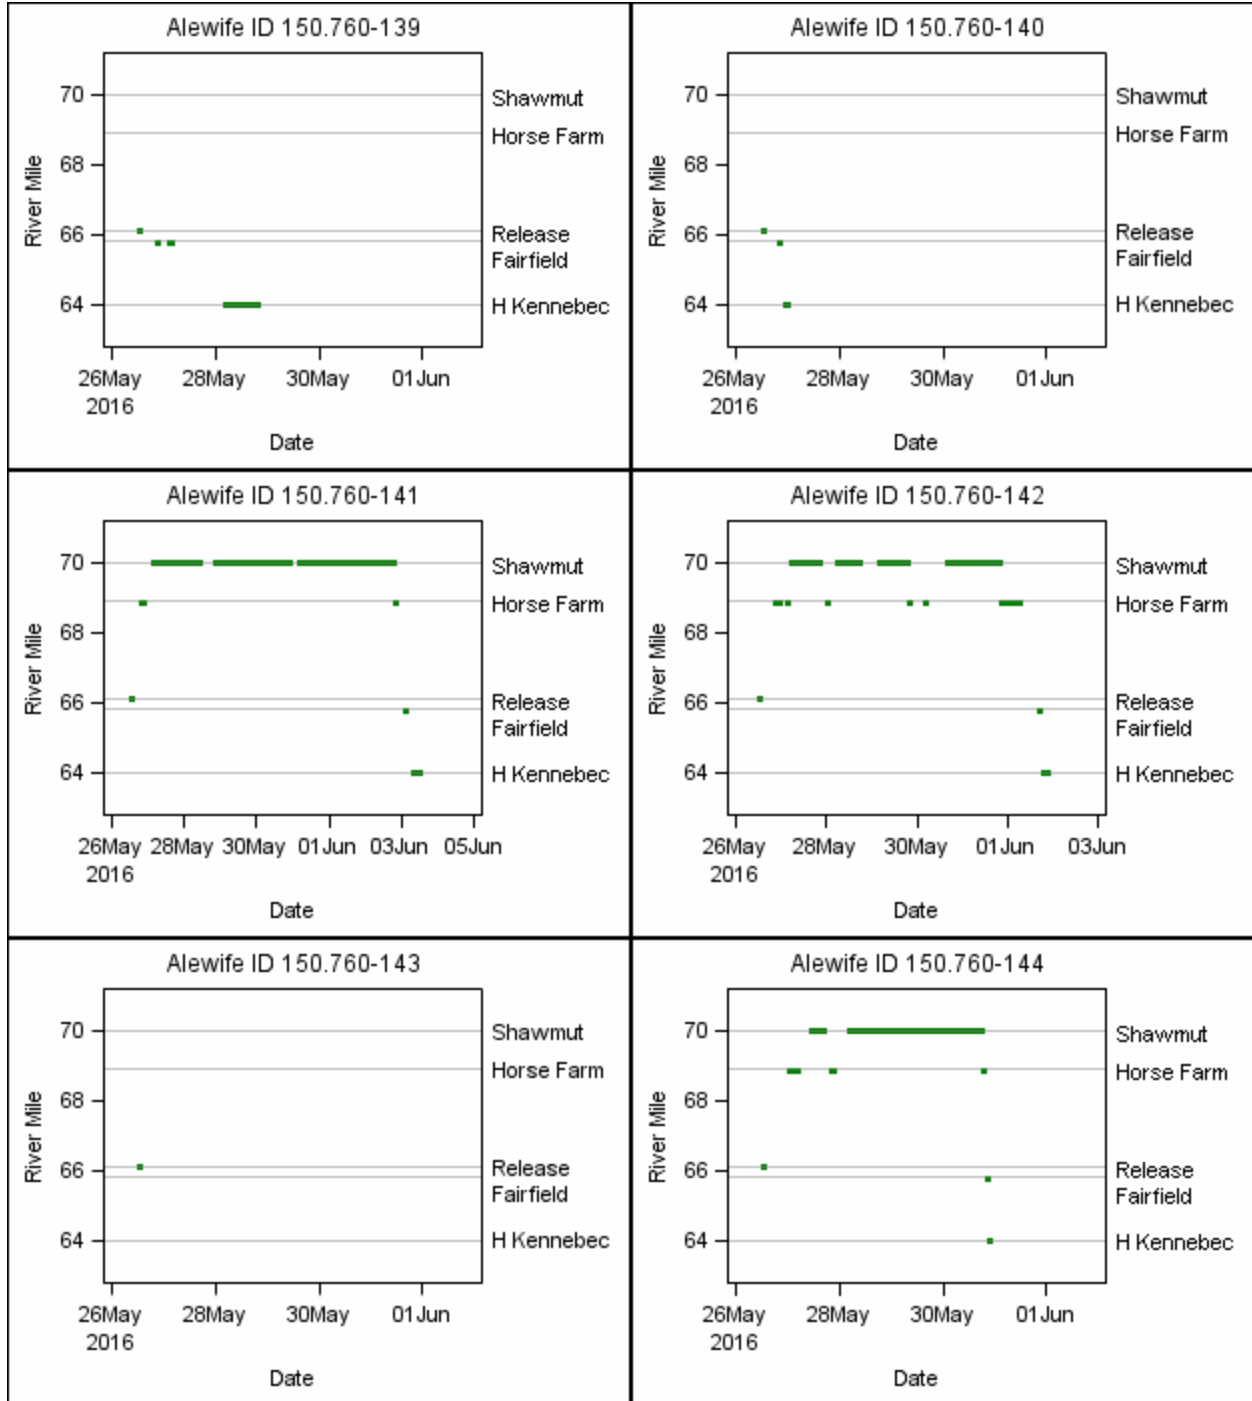 Alewife ID 150.760-139
70
68
66
64
River Mile
Shawmut
Horse Farm
Release
Fairfield
H Kennebec
26May 28May 30May 01Jun
2016
Date
Alewife ID 150.760-140
70
68
66
64
River Mile
Shawmut
Horse Farm
Release
Fairfield
H Kennebec
26May 28May 30May 01Jun
2016
Date
Alewife ID 150.760-141
70
68
66
64
River Mile
Shawmut
Horse Farm
Release
Fairfield
H Kennebec
26May 28May 30May 01Jun 03Jun 05Jun
2016
Date
Alewife ID 150.760-142
70
68
66
64
River Mile
Shawmut
Horse Farm
Release
Fairfield
H Kennebec
26May 28May 30May 01Jun 03Jun
2016
Date
Alewife ID 150.760-143
70
68
66
64
River Mile
Shawmut
Horse Farm
Release
Fairfield
H Kennebec
26May 28May 30May 01Jun
2016
Date
Alewife ID 150.760-144
70
68
66
64
River Mile
Shawmut
Horse Farm
Release
Fairfield
H Kennebec
26May 28May 30May 01Jun
2016
Date